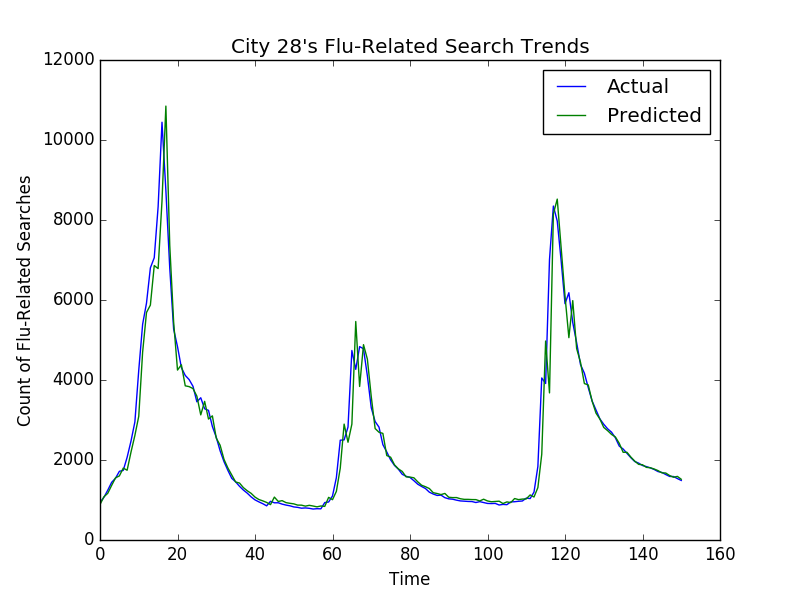 City 28's Flu-Related Search Trends
Actual
Predicted
Count of Flu-Related Searches
12000
10000
8000
6000
4000
2000
0
0 20 40 60 80 100 120 140 160
Time